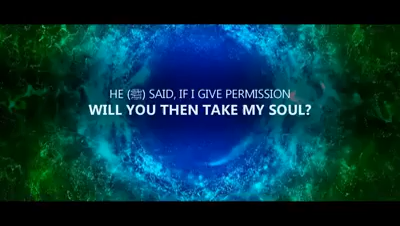 HE (ﷺ) SAID, IF I GIVE PERMISSION
WILL YOU THEN TAKE MY SOUL?